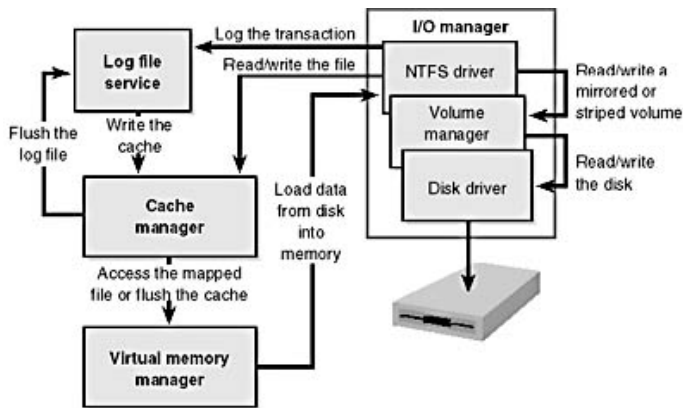 Log the transaction
I/O manager
Log file
service
Read/write the file
NTFS driver
Read/write a
mirrored or
striped volume
Flush the
log file
Write the
cache
Volume
manager
Read/write
the disk
Load data
from disk
into
memory
Disk driver
Cache
manager
Access the mapped
file or flush the cache
Virtual memory
manager